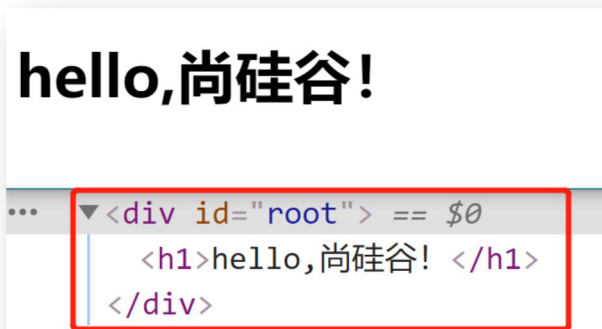 hello,尚硅谷！
••• ▼<div id="root"> == $0
<h1>hello,尚硅谷！</h1>
</div>